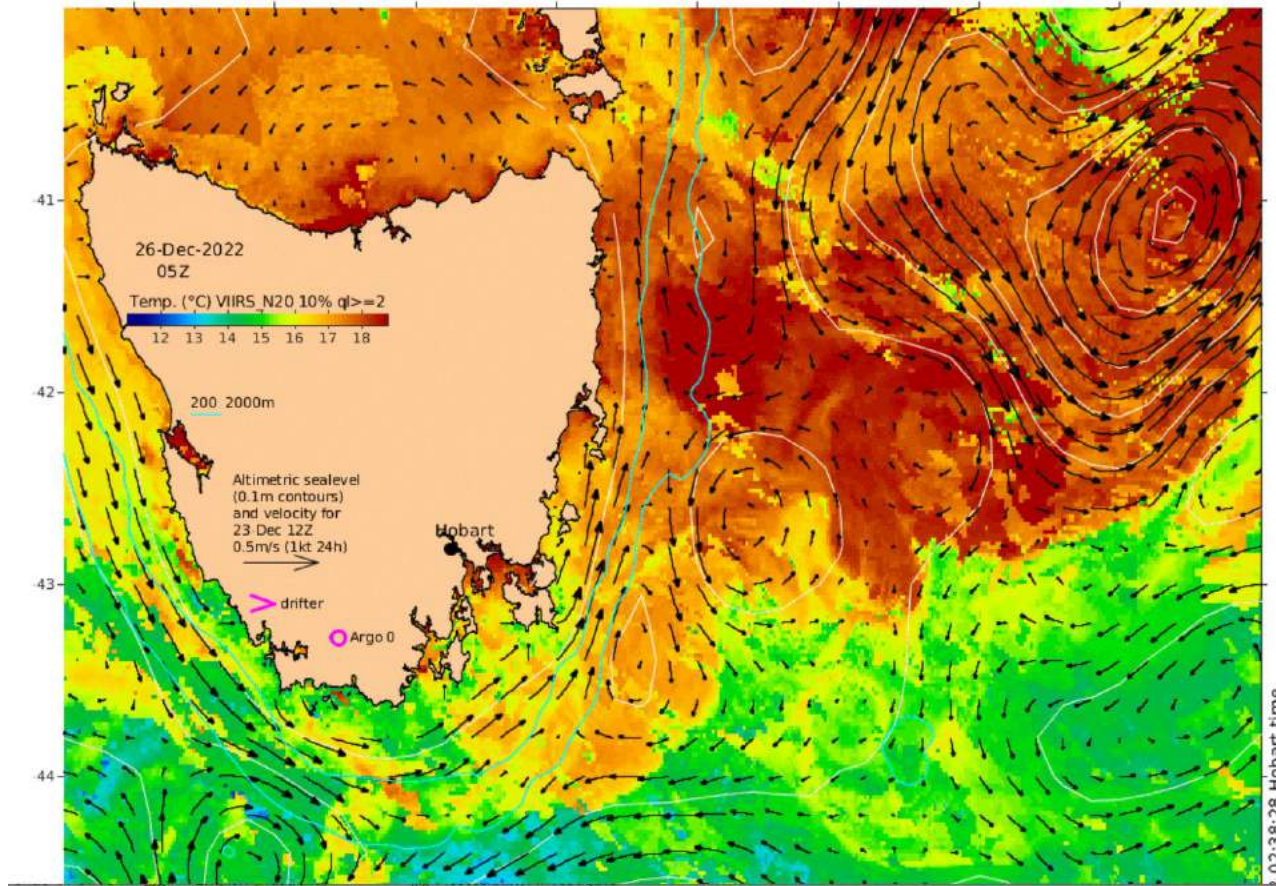 41
26-Dec-2022
05Z
Temp. (°C) VIIRS_N20 10% ql>=2
12 13 14 15 16 17 18
42
200 2000m
Altimetric sealevel
(0.1m contours)
and velocity for
23 Dec 12Z
0.5m/s (1kt 24h)
Hobart
43
drifter
Argo 0
44
02:38:28 Hobart time